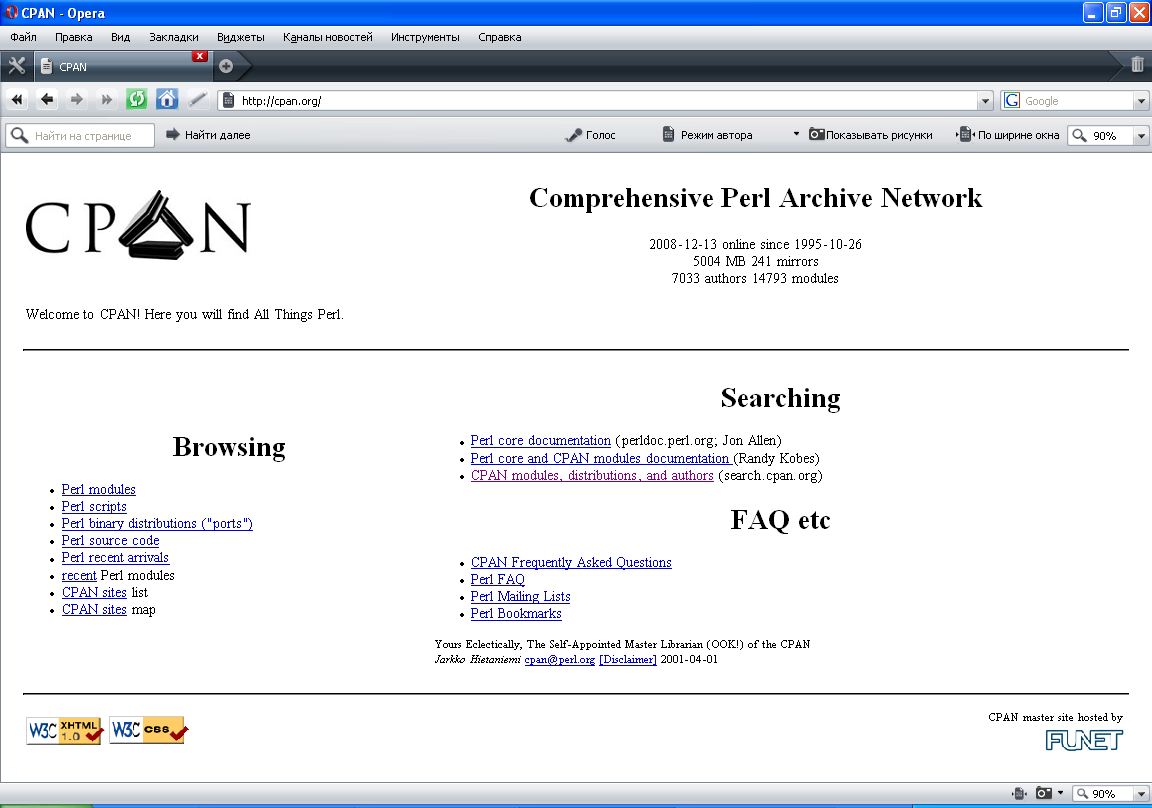 CPAN - Opera
Файл Правка Вид Закладки Виджеты Каналы новостей Инструменты Справка
CPAN
http://cpan.org/ Google
Найти на странице Найти далее Голос Режим автора Показывать рисунки По ширине окна 90%
CPAN
Comprehensive Perl Archive Network
2008-12-13 online since 1995-10-26
5004 MB 241 mirrors
7033 authors 14793 modules
Welcome to CPAN! Here you will find All Things Perl.
Browsing
Perl modules
Perl scripts
Perl binary distributions ("ports")
Perl source code
Perl recent arrivals
recent Perl modules
CPAN sites list
CPAN sites map
Searching
Perl core documentation (perldoc.perl.org; Jon Allen)
Perl core and CPAN modules documentation (Randy Kobes)
CPAN modules, distributions, and authors (search.cpan.org)
FAQ etc
CPAN Frequently Asked Questions
Perl FAQ
Perl Mailing Lists
Perl Bookmarks
Yours Eclectically, The Self-Appointed Master Librarian (OOK!) of the CPAN
Jarkko Hietaniemi cpan@perl.org [Disclaimer] 2001-04-01
W3C XHTML 1.0 W3C CSS
CPAN master site hosted by
FUNET
90%